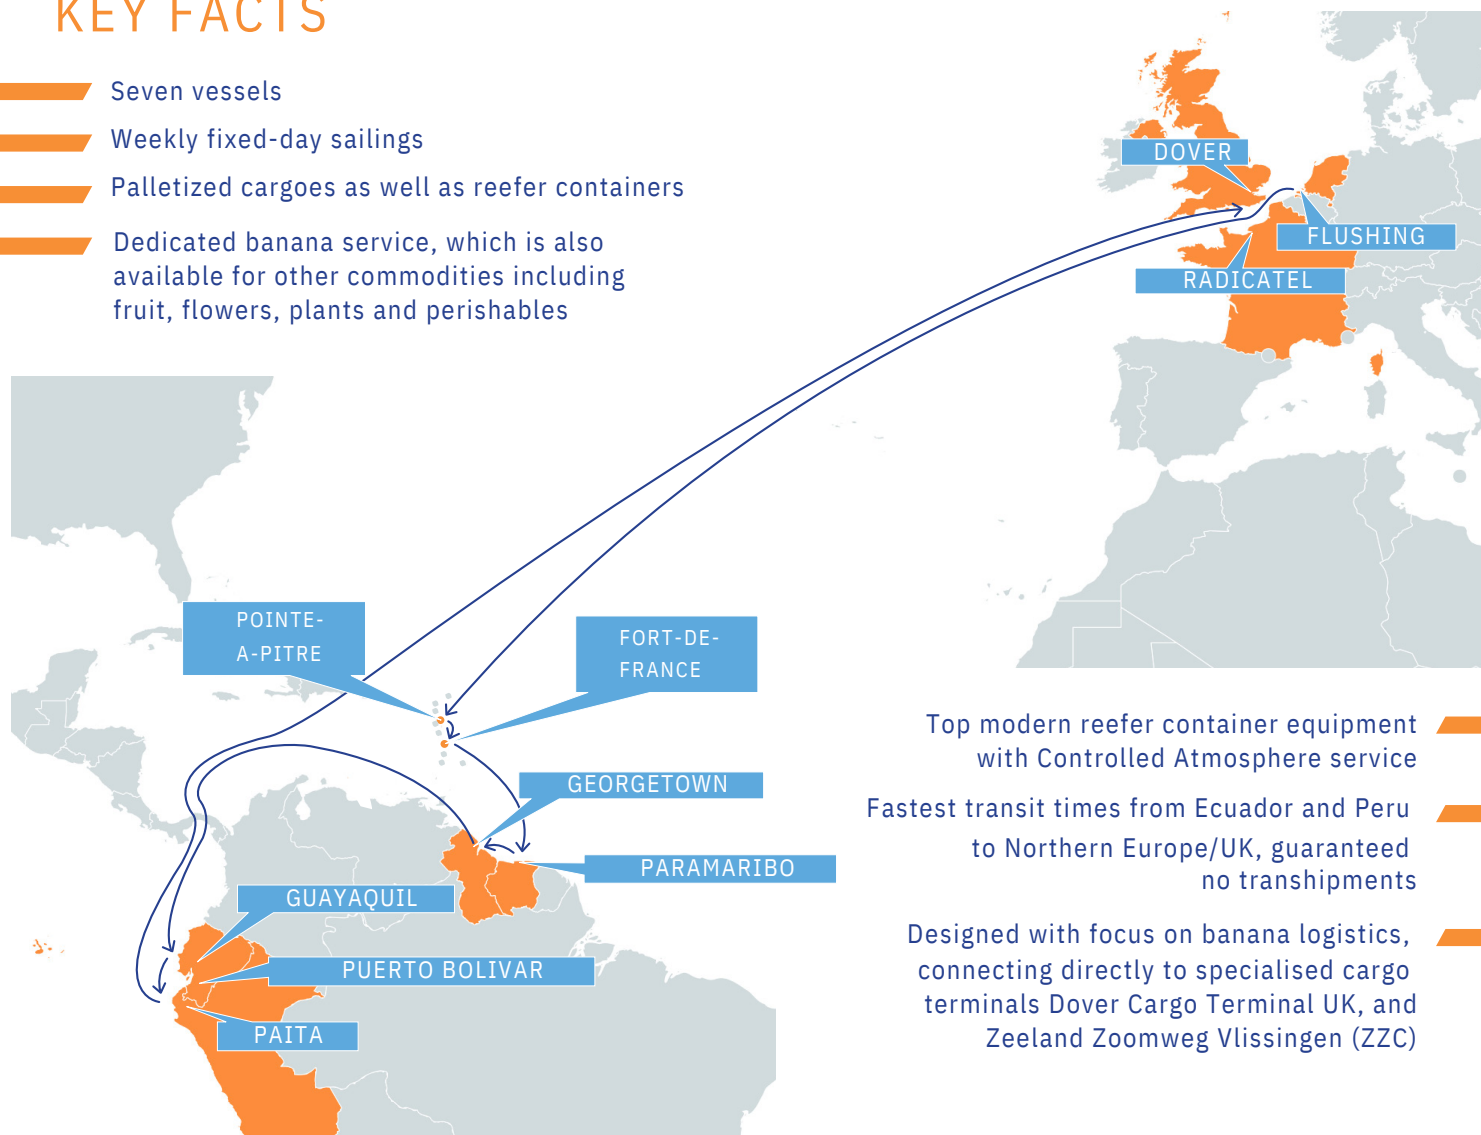 KEY FACTS
Seven vessels
Weekly fixed-day sailings
Palletized cargoes as well as reefer containers
Dedicated banana service, which is also
available for other commodities including
fruit, flowers, plants and perishables
DOVER
FLUSHING
RADICATEL
POINTE-
A-PITRE
FORT-DE-
FRANCE
GEORGETOWN
PARAMARIBO
GUAYAQUIL
PUERTO BOLIVAR
PAITA
Top modern reefer container equipment
with Controlled Atmosphere service
Fastest transit times from Ecuador and Peru
to Northern Europe/UK, guaranteed
no transhipments
Designed with focus on banana logistics,
connecting directly to specialised cargo
terminals Dover Cargo Terminal UK, and
Zeeland Zoomweg Vlissingen (ZZC)